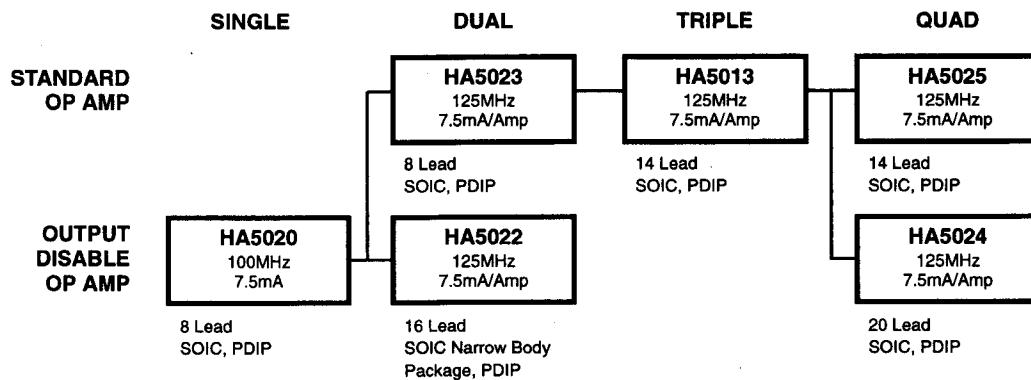 SINGLE
DUAL
TRIPLE
QUAD
STANDARD
OP AMP
HA5023
125MHz
7.5mA/Amp
8 Lead
SOIC, PDIP
HA5013
125MHz
7.5mA/Amp
14 Lead
SOIC, PDIP
HA5025
125MHz
7.5mA/Amp
14 Lead
SOIC, PDIP
OUTPUT
DISABLE
OP AMP
HA5020
100MHz
7.5mA
8 Lead
SOIC, PDIP
HA5022
125MHz
7.5mA/Amp
16 Lead
SOIC Narrow Body
Package, PDIP
HA5024
125MHz
7.5mA/Amp
20 Lead
SOIC, PDIP